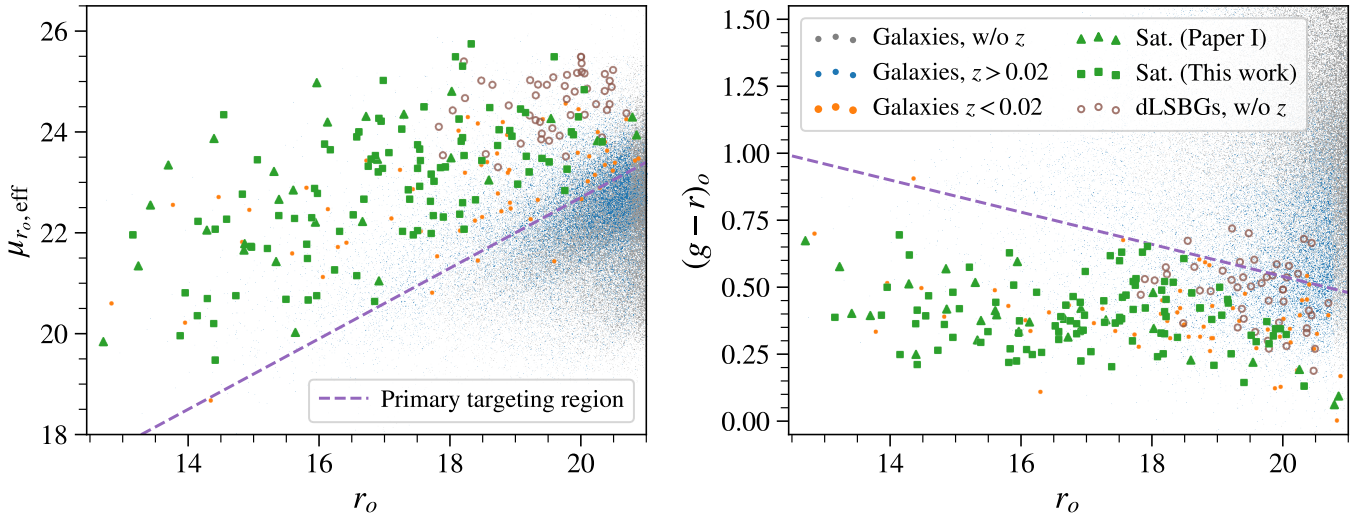 26
24
22
20
18
μ_{r_o, eff}
14
16
18
20
r_o
Primary targeting region
1.50
1.25
1.00
0.75
0.50
0.25
0.00
(g − r)_o
14
16
18
20
r_o
Galaxies, w/o z
Galaxies, z > 0.02
Galaxies z < 0.02
Sat. (Paper I)
Sat. (This work)
dLSBGs, w/o z